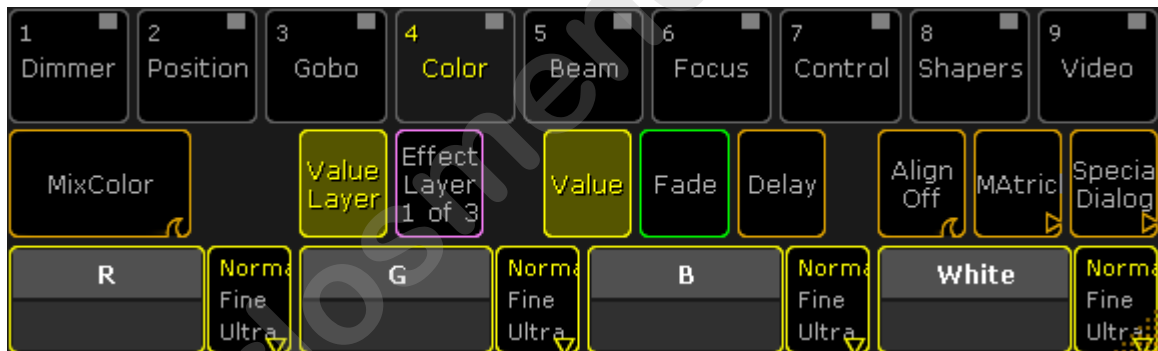 1 2 3 4 5 6 7 8 9
Dimmer Position Gobo Color Beam Focus Control Shapers Video
MixColor
Value
Layer
Effect
Layer
1 of 3
Value Fade Delay
Align
Off
MAtric
Specia
Dialog
R
Norma
Fine
Ultra
G
Norma
Fine
Ultra
B
Norma
Fine
Ultra
White
Norma
Fine
Ultra